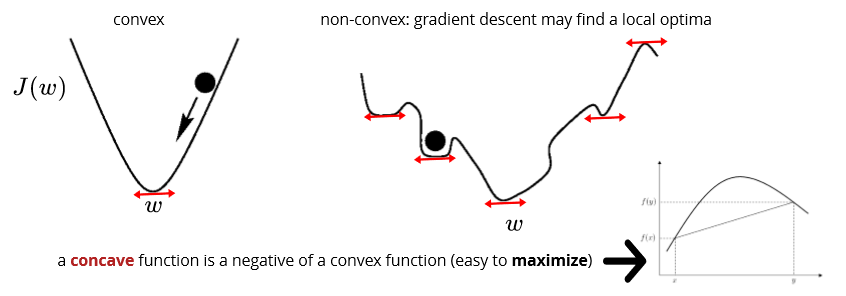 convex
non-convex: gradient descent may find a local optima
J(w)
w
w
f(y)
f(x)
x
y
a concave function is a negative of a convex function (easy to maximize)